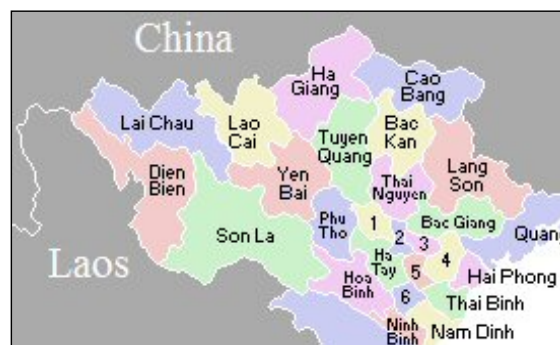 China
Ha
Giang
Cao
Bang
Lai Chau
Lao
Cai
Tuyen
Quang
Bac
Kan
Dien
Bien
Yen
Bai
Thai
Nguyen
Lang
Son
Phu
Tho
1
2
3
Bac Giang
Son La
Quang
Laos
Ha
Tay
4
5
Hoa
Binh
Hai Phong
6
Thai Binh
Ninh
Binh
Nam Dinh